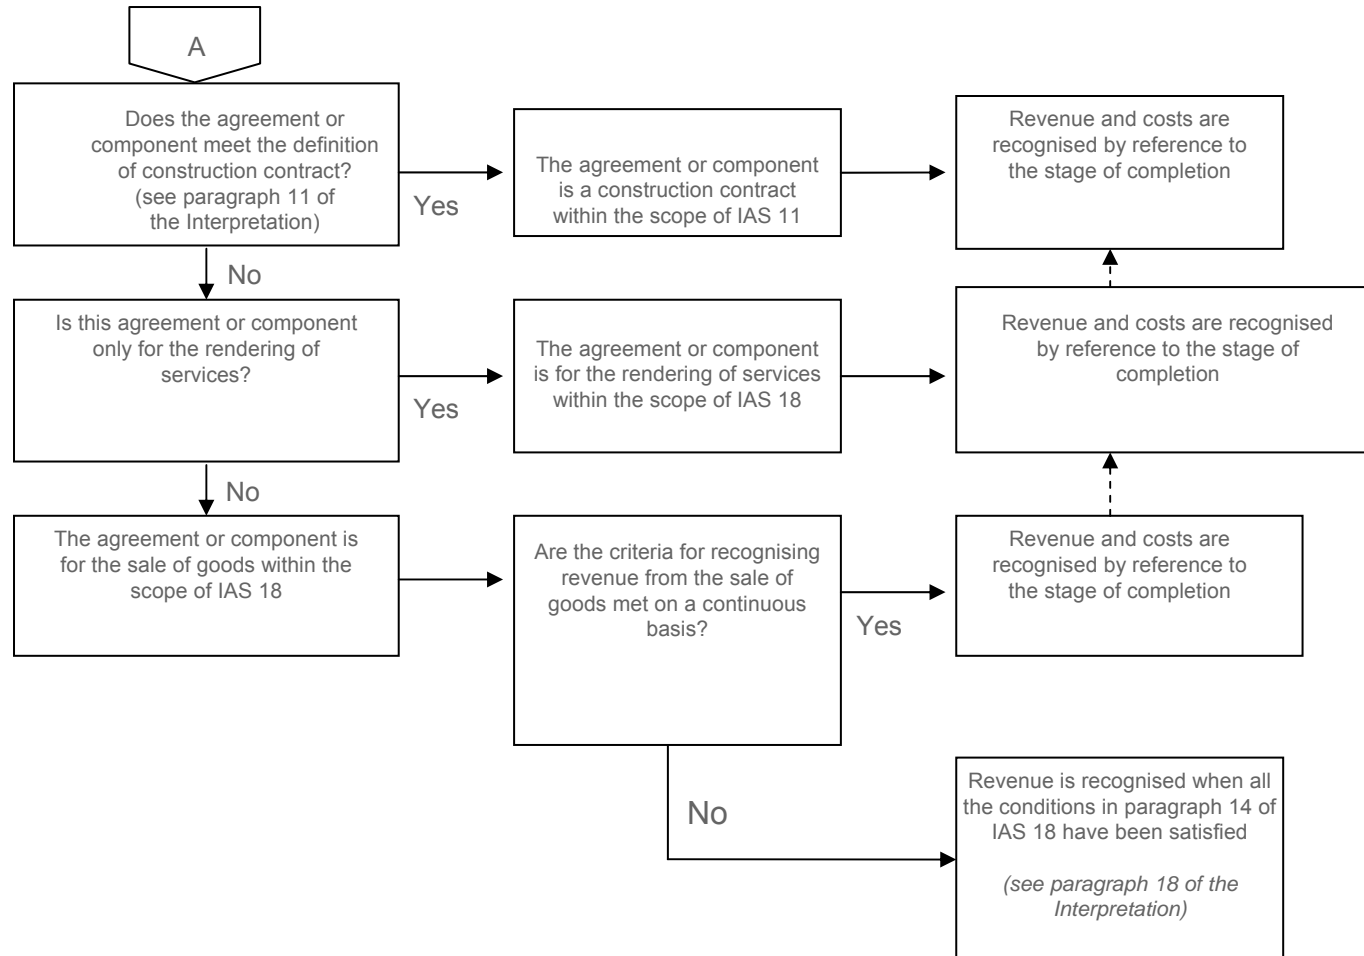 A
Does the agreement or
component meet the definition
of construction contract?
(see paragraph 11 of
the Interpretation)
Yes
The agreement or component
is a construction contract
within the scope of IAS 11
Revenue and costs are
recognised by reference to
the stage of completion
No
Is this agreement or component
only for the rendering of
services?
Yes
The agreement or component
is for the rendering of services
within the scope of IAS 18
Revenue and costs are recognised
by reference to the stage of
completion
No
The agreement or component is
for the sale of goods within the
scope of IAS 18
Are the criteria for recognising
revenue from the sale of
goods met on a continuous
basis?
Yes
Revenue and costs are
recognised by reference to
the stage of completion
No
Revenue is recognised when all
the conditions in paragraph 14 of
IAS 18 have been satisfied
(see paragraph 18 of the
Interpretation)